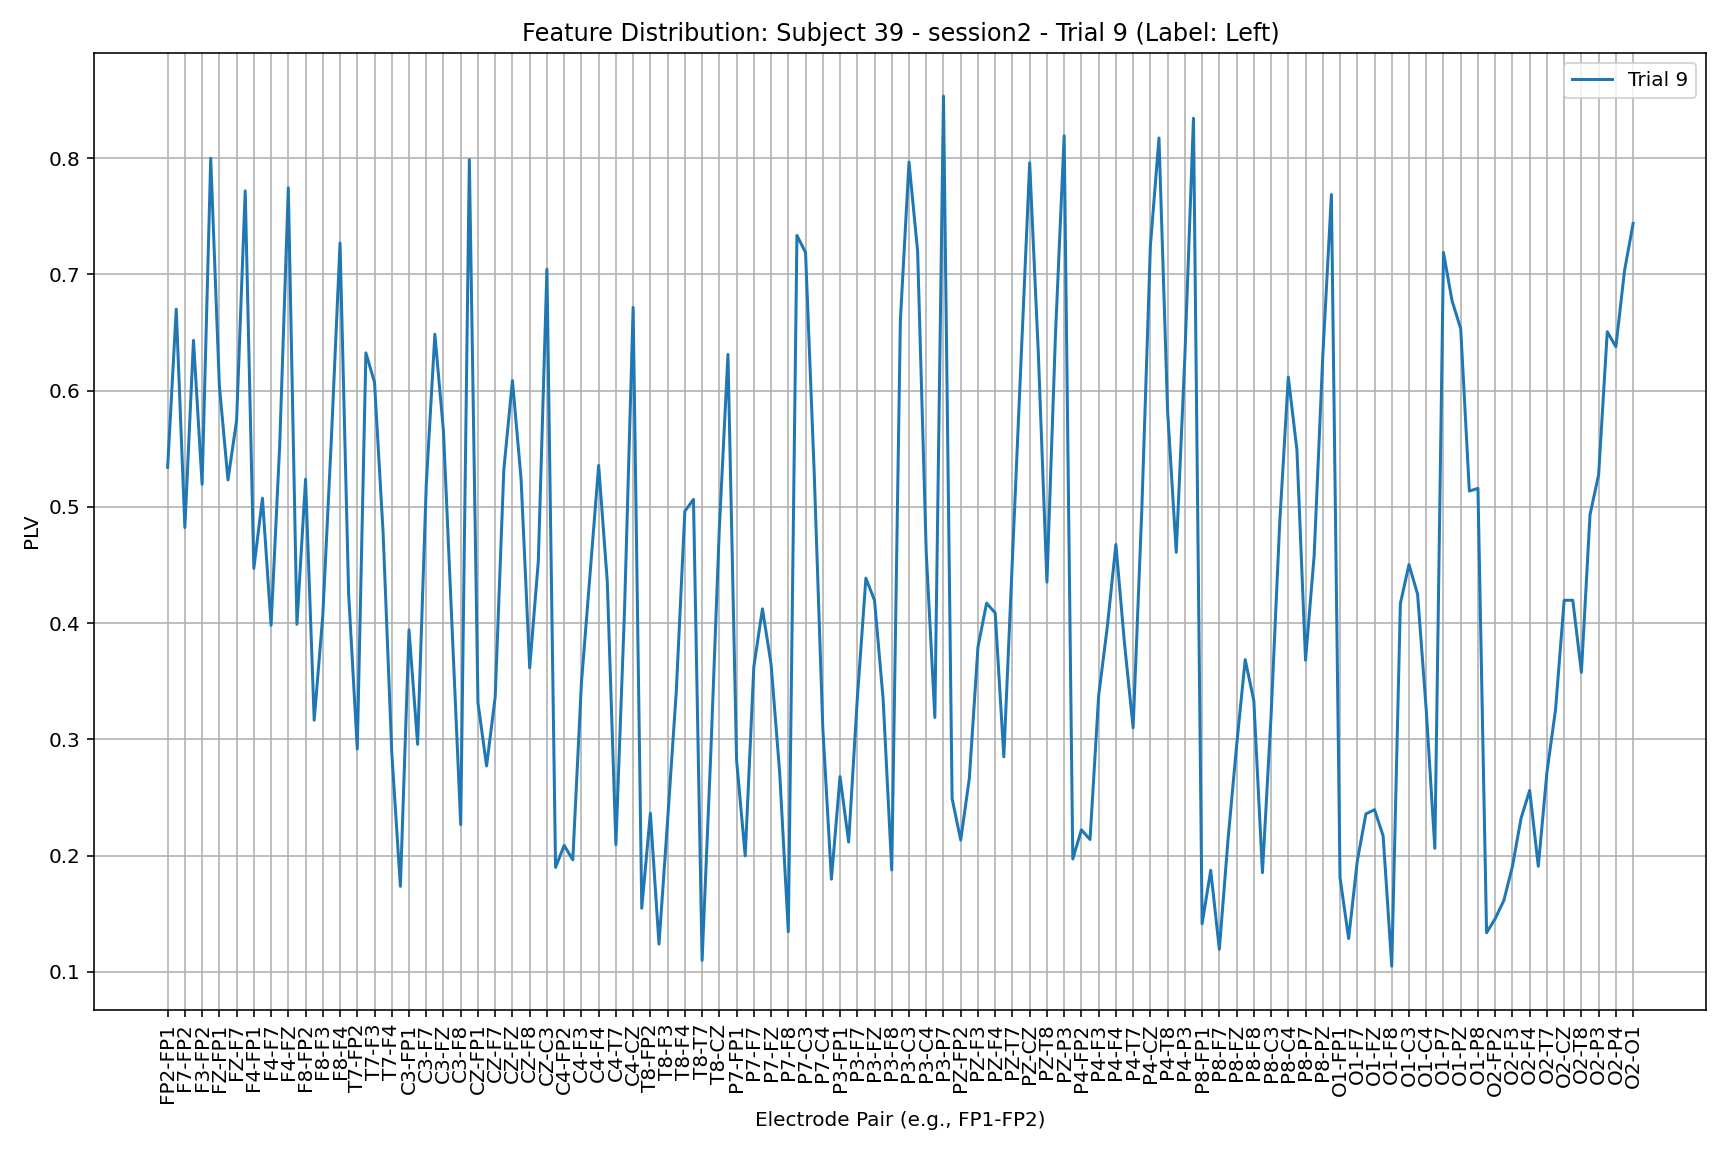 Feature Distribution: Subject 39 - session2 - Trial 9 (Label: Left)
Trial 9
PLV
0.8
0.7
0.6
0.5
0.4
0.3
0.2
0.1
FP2-FP1
F7-FP2
F3-FP2
FZ-FP1
FZ-F7
F4-FP1
F4-F7
F4-FZ
F8-FP2
F8-F3
F8-F4
T7-FP2
T7-F3
T7-F4
C3-FP1
C3-F7
C3-FZ
C3-F8
CZ-FP1
CZ-F7
CZ-FZ
CZ-F8
CZ-C3
C4-FP2
C4-F3
C4-F4
C4-T7
C4-CZ
T8-FP2
T8-F3
T8-F4
T8-T7
T8-CZ
P7-FP1
P7-F7
P7-FZ
P7-F8
P7-C3
P7-C4
P3-FP1
P3-F7
P3-FZ
P3-F8
P3-C3
P3-C4
P3-P7
PZ-FP2
PZ-F3
PZ-F4
PZ-T7
PZ-CZ
PZ-T8
PZ-P3
P4-FP2
P4-F3
P4-F4
P4-T7
P4-CZ
P4-T8
P4-P3
P8-FP1
P8-F7
P8-FZ
P8-F8
P8-C3
P8-C4
P8-P7
P8-PZ
O1-FP1
O1-F7
O1-FZ
O1-F8
O1-C3
O1-C4
O1-P7
O1-PZ
O1-P8
O2-FP2
O2-F3
O2-F4
O2-T7
O2-CZ
O2-T8
O2-P3
O2-P4
O2-O1
Electrode Pair (e.g., FP1-FP2)